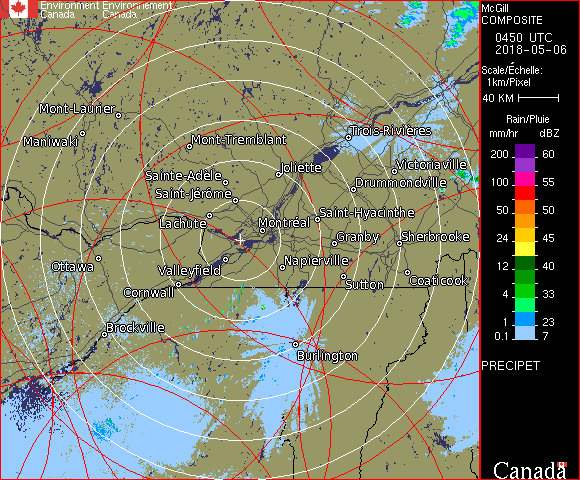 Environment Environnement
Canada Canada
McGill
COMPOSITE
0450 UTC
2018-05-06
Scale/Échelle:
1km/Pixel
40 KM
Rain/Pluie
mm/hr dBZ
200 60
100 55
50 50
24 45
12 40
4 33
1 23
0.1 7
PRECIPET
Canada
Mont-Laurier
Maniwaki
Mont-Tremblant
Trois-Rivières
Sainte-Adèle
Joliette
Victoriaville
Saint-Jérôme
Drummondville
Lachute
Saint-Hyacinthe
Montréal
Granby
Sherbrooke
Ottawa
Valleyfield
Napierville
Cornwall
Sutton
Coaticook
Brockville
Burlington